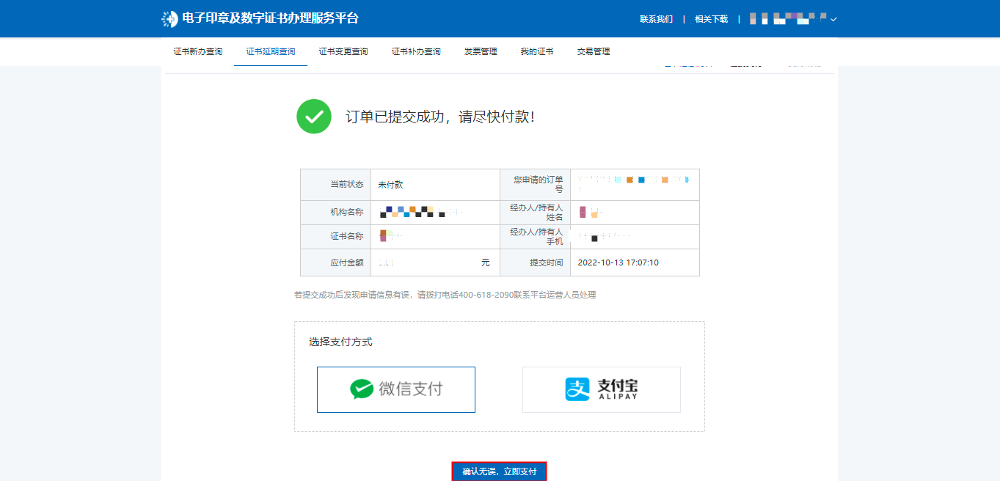 电子印章及数字证书办理服务平台
联系我们 | 相关下载 |
证书新办查询 证书延期查询 证书变更查询 证书补办查询 发票管理 我的证书 交易管理
订单已提交成功，请尽快付款！
当前状态 未付款 您申请的订单号
机构名称 经办人/持有人姓名
证书名称 经办人/持有人手机
应付金额 元 提交时间 2022-10-13 17:07:10
若提交成功后发现申请信息有误，请拨打电话400-618-2090联系平台运营人员处理
选择支付方式
微信支付 支付宝
ALIPAY
确认无误，立即支付